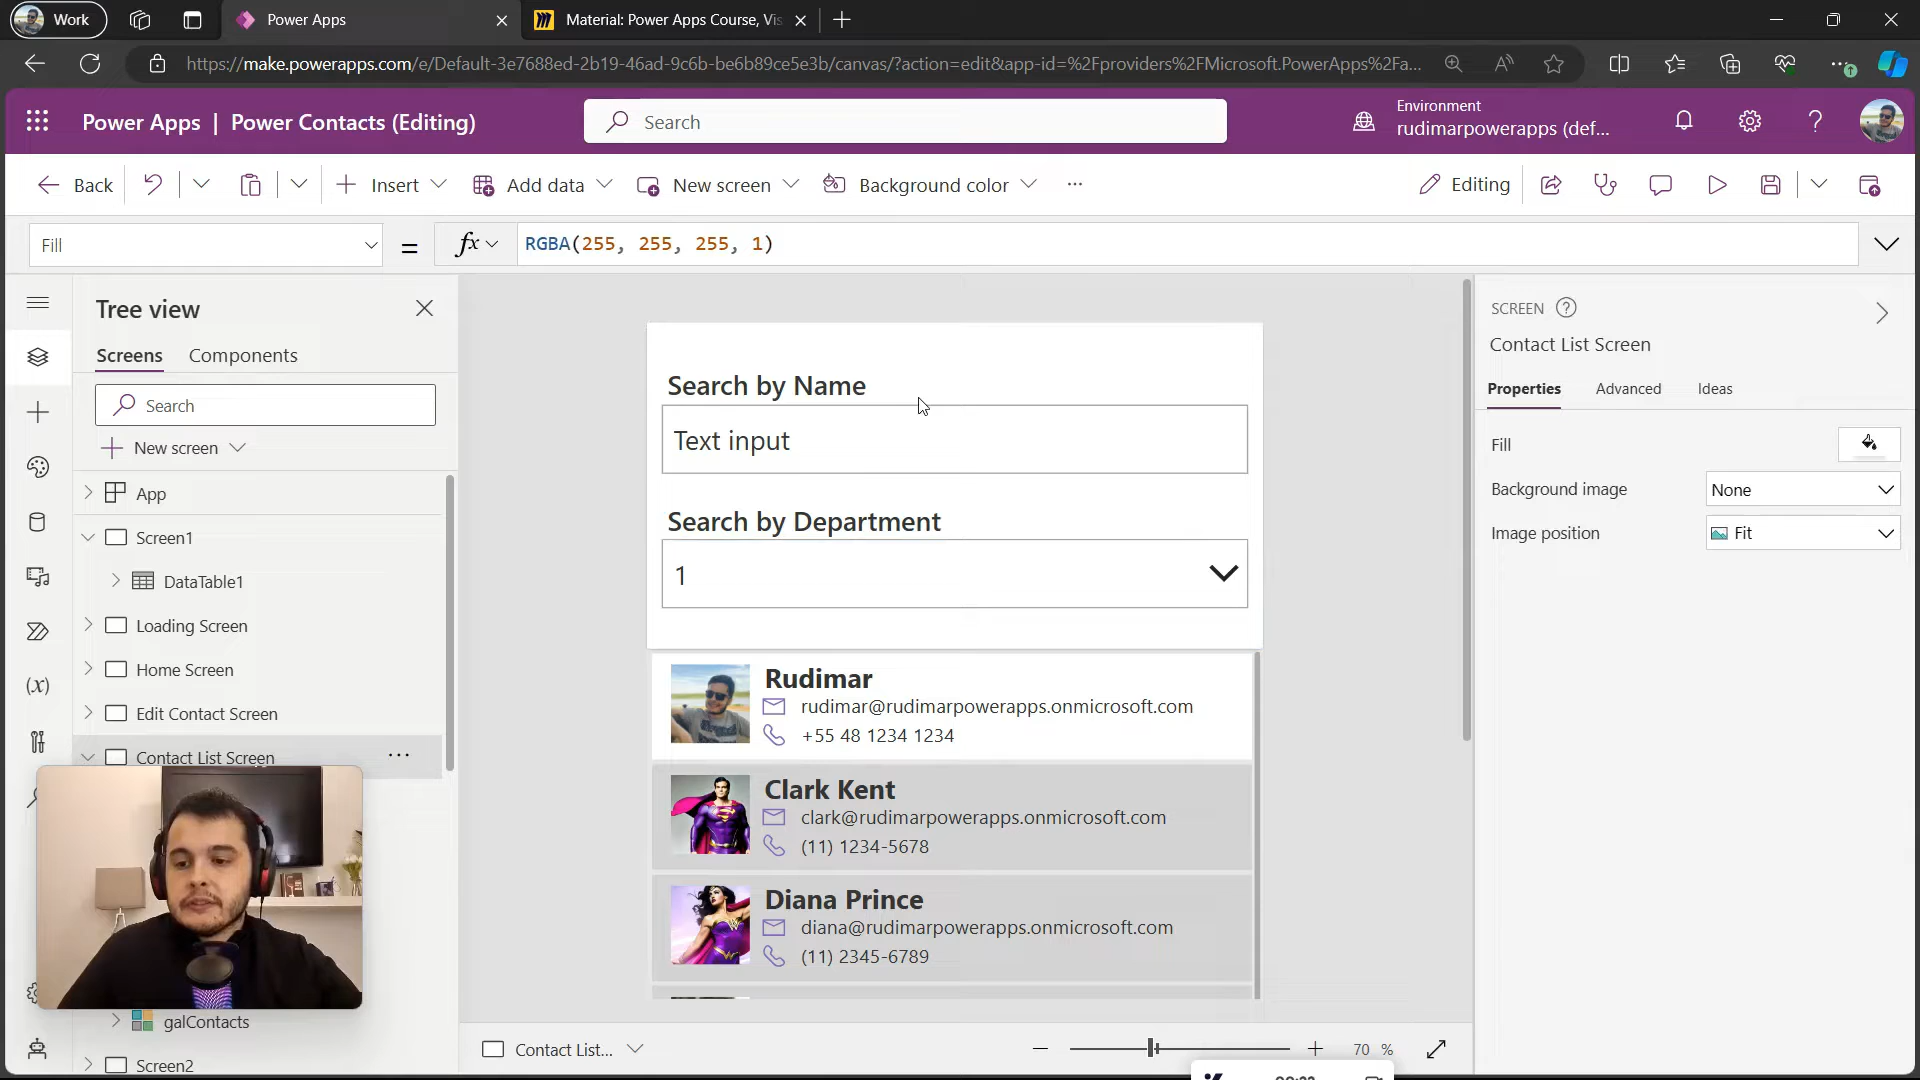 Work
Power Apps
Material: Power Apps Course, Vis
https://make.powerapps.com/e/Default-3e7688ed-2b19-46ad-9c6b-be6b89ce5e3b/canvas/?action=edit&app-id=%2Fproviders%2FMicrosoft.PowerApps%2Fa...
Power Apps | Power Contacts (Editing)
Search
Environment
rudimarpowerapps (def...
Back
Insert
Add data
New screen
Background color
...
Editing
Fill
=
fx
RGBA(255, 255, 255, 1)
Tree view
Screens
Components
Search
New screen
App
Screen1
DataTable1
Loading Screen
Home Screen
Edit Contact Screen
Contact List Screen
...
galContacts
Screen2
Search by Name
Text input
Search by Department
1
Rudimar
rudimar@rudimarpowerapps.onmicrosoft.com
+55 48 1234 1234
Clark Kent
clark@rudimarpowerapps.onmicrosoft.com
(11) 1234-5678
Diana Prince
diana@rudimarpowerapps.onmicrosoft.com
(11) 2345-6789
Contact List...
70 %
SCREEN
Contact List Screen
Properties
Advanced
Ideas
Fill
Background image
None
Image position
Fit